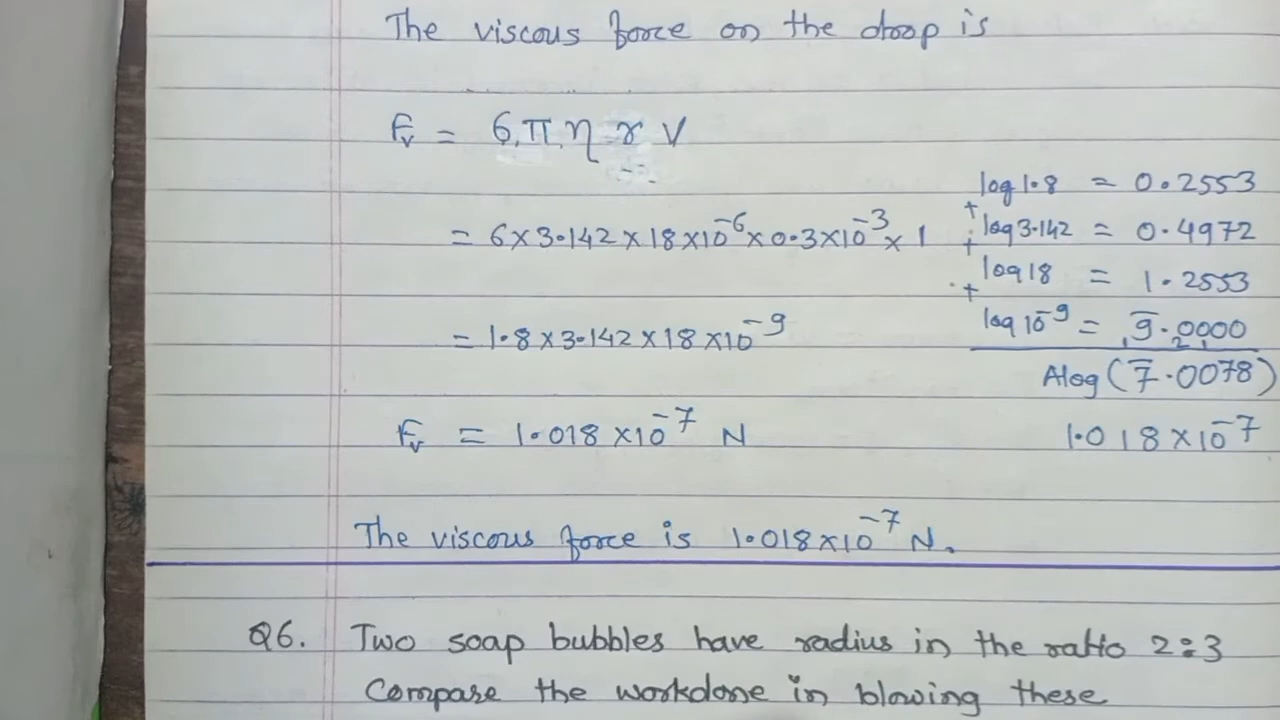 The viscous force on the drop is
Fv = 6 π η r v
= 6 × 3.142 × 18 × 10⁻⁶ × 0.3 × 10⁻³ × 1
= 1.8 × 3.142 × 18 × 10⁻⁹
Fv = 1.018 × 10⁻⁷ N
log 1.8 = 0.2553
+ log 3.142 = 0.4972
+ log 18 = 1.2553
+ log 10⁻⁹ = 9̅.0000
Alog (7̅.0078)
1.018 × 10⁻⁷
The viscous force is 1.018 × 10⁻⁷ N.
Q6. Two soap bubbles have radius in the ratio 2:3
Compare the workdone in blowing these